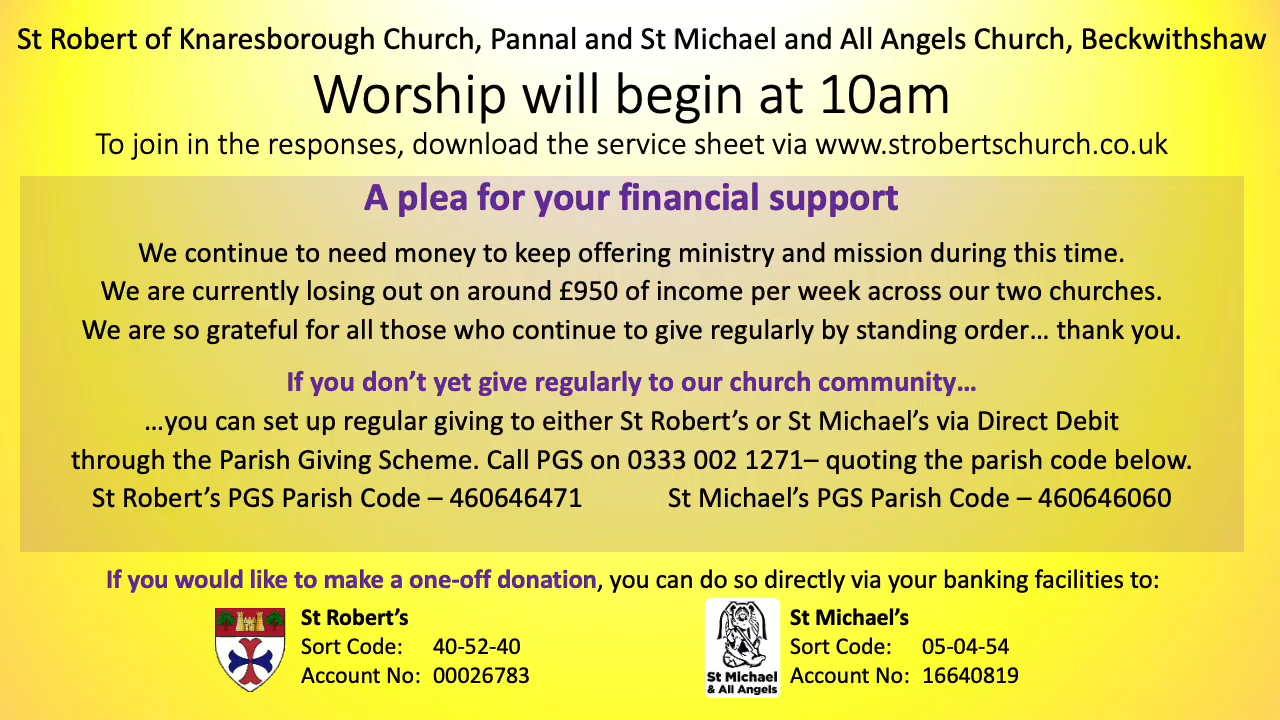 St Robert of Knaresborough Church, Pannal and St Michael and All Angels Church, Beckwithshaw
Worship will begin at 10am
To join in the responses, download the service sheet via www.strobertschurch.co.uk
A plea for your financial support
We continue to need money to keep offering ministry and mission during this time.
We are currently losing out on around £950 of income per week across our two churches.
We are so grateful for all those who continue to give regularly by standing order… thank you.
If you don’t yet give regularly to our church community…
…you can set up regular giving to either St Robert’s or St Michael’s via Direct Debit
through the Parish Giving Scheme. Call PGS on 0333 002 1271– quoting the parish code below.
St Robert’s PGS Parish Code – 460646471 St Michael’s PGS Parish Code – 460646060
If you would like to make a one-off donation, you can do so directly via your banking facilities to:
St Robert’s
Sort Code: 40-52-40
Account No: 00026783
St Michael
& All Angels
St Michael’s
Sort Code: 05-04-54
Account No: 16640819